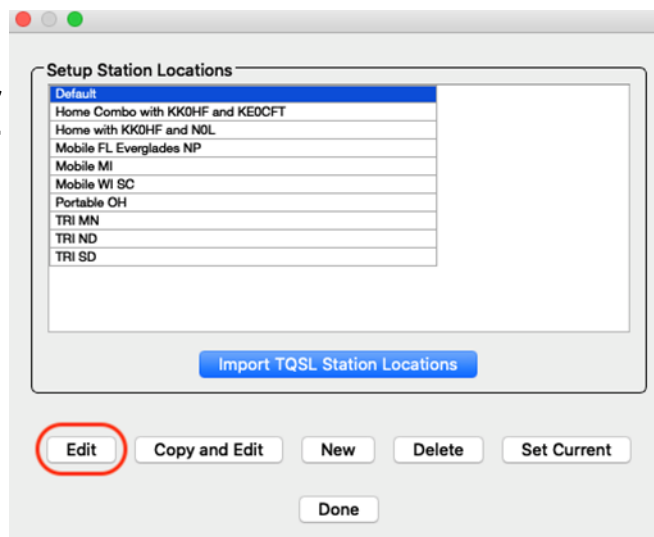 Setup Station Locations
Default
Home Combo with KK0HF and KE0CFT
Home with KK0HF and N0L
Mobile FL Everglades NP
Mobile MI
Mobile WI SC
Portable OH
TRI MN
TRI ND
TRI SD
Import TQSL Station Locations
Edit Copy and Edit New Delete Set Current
Done